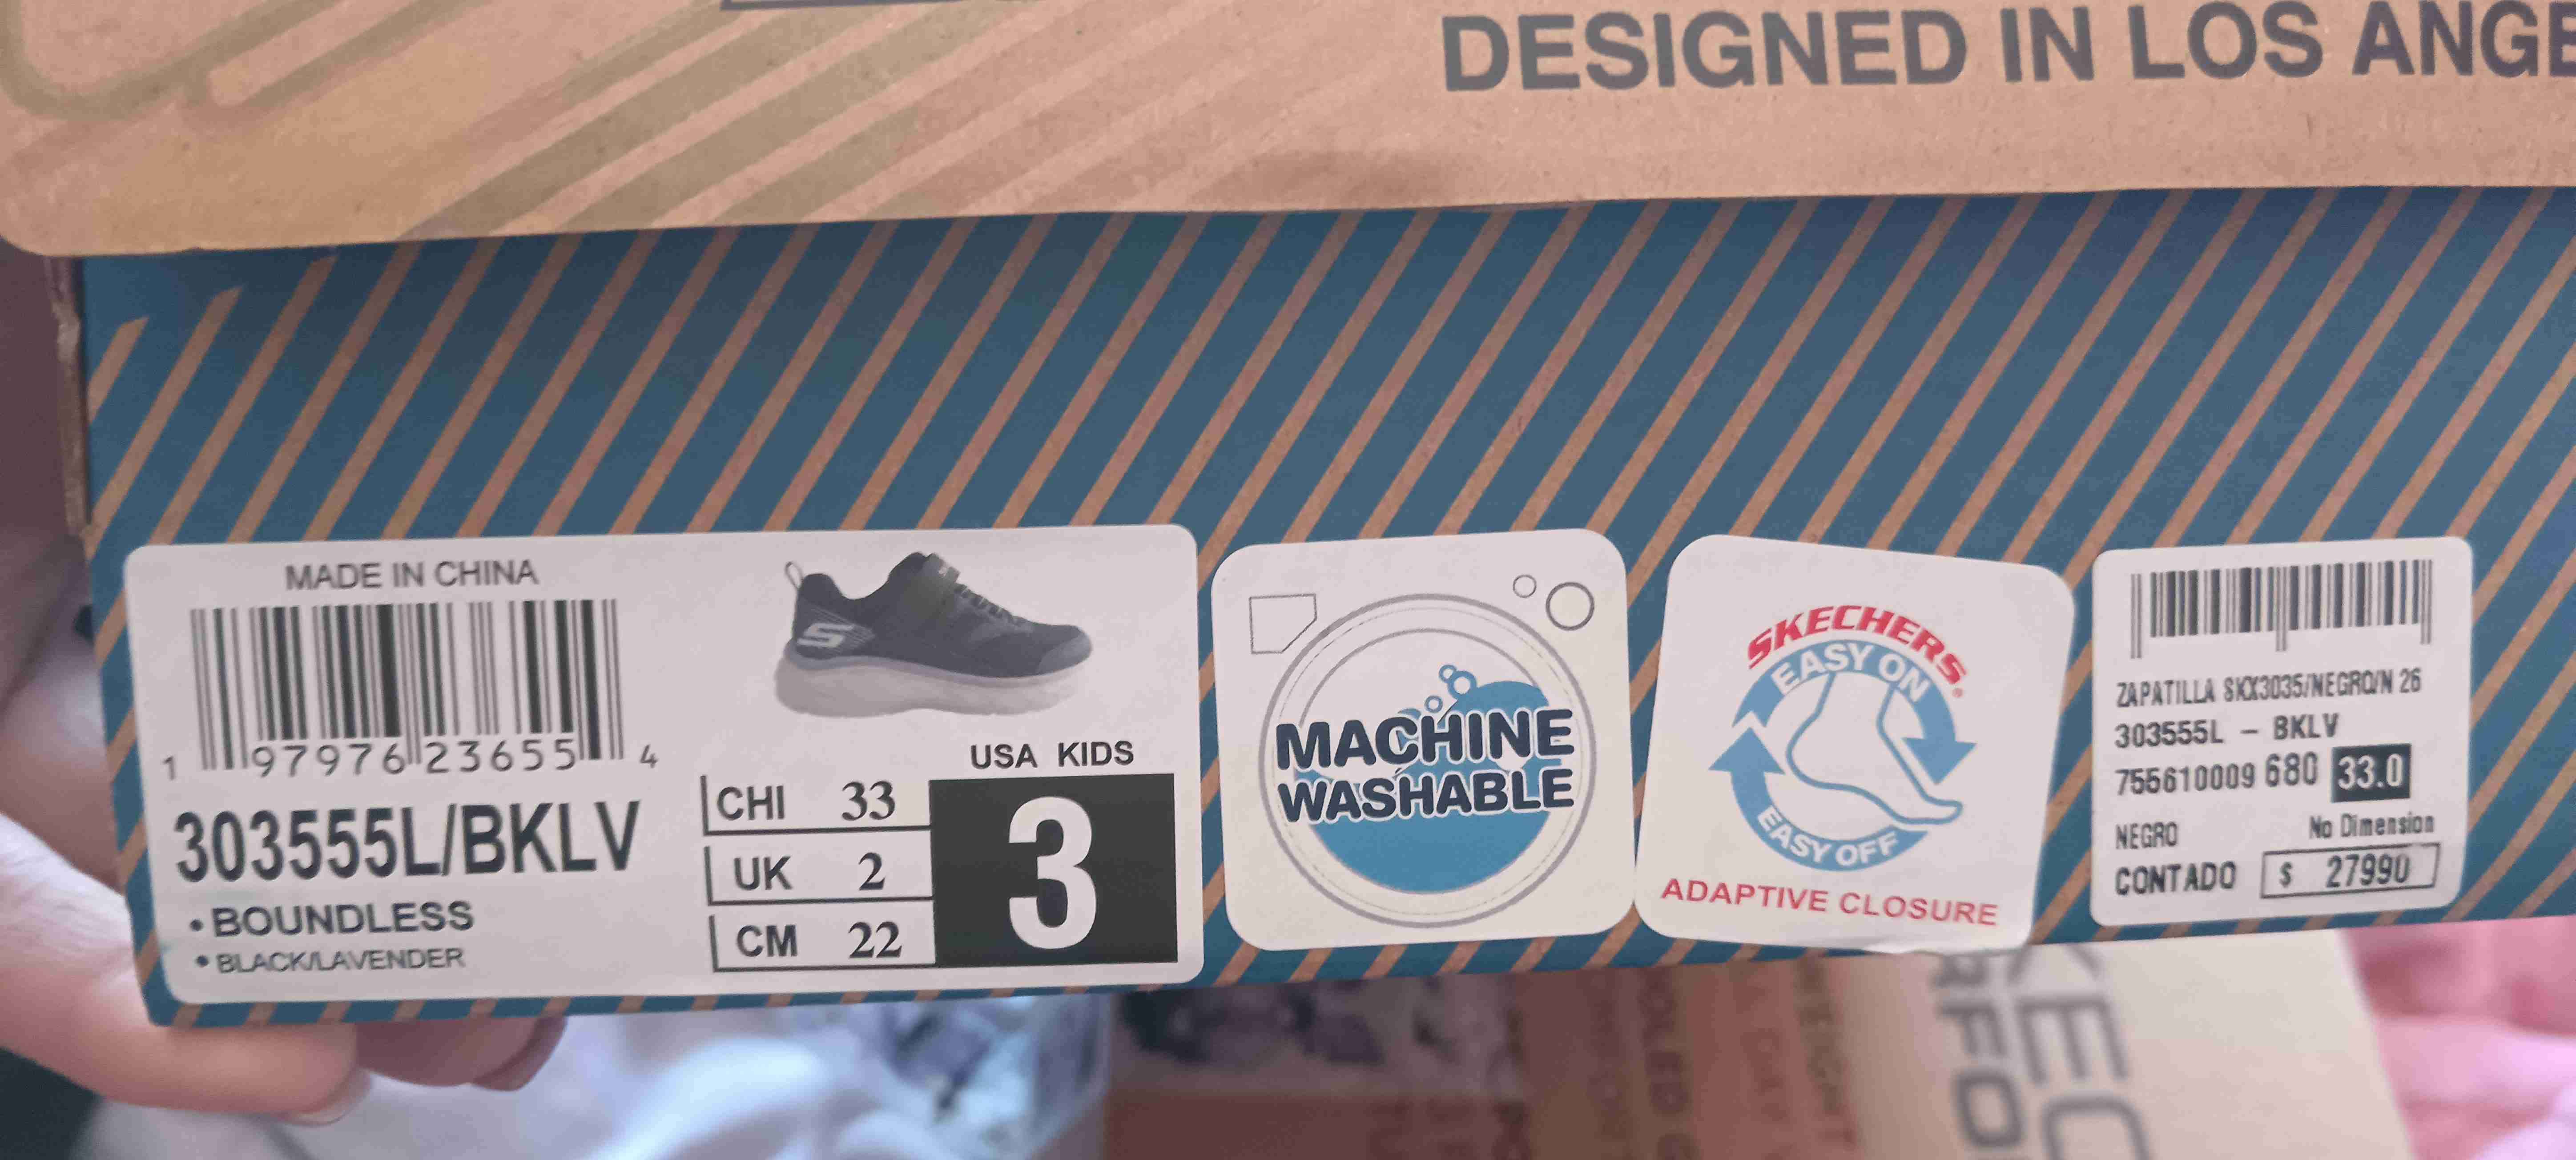 DESIGNED IN LOS ANGE
MADE IN CHINA
1 97976 23655 4
303555L/BKLV
• BOUNDLESS
• BLACK/LAVENDER
USA KIDS
CHI 33
UK 2
CM 22
3
MACHINE
WASHABLE
SKECHERS
EASY ON
EASY OFF
ADAPTIVE CLOSURE
ZAPATILLA SKX3035/NEGRO/N 26
303555L - BKLV
755610009 680 33.0
NEGRO No Dimension
CONTADO $ 27990